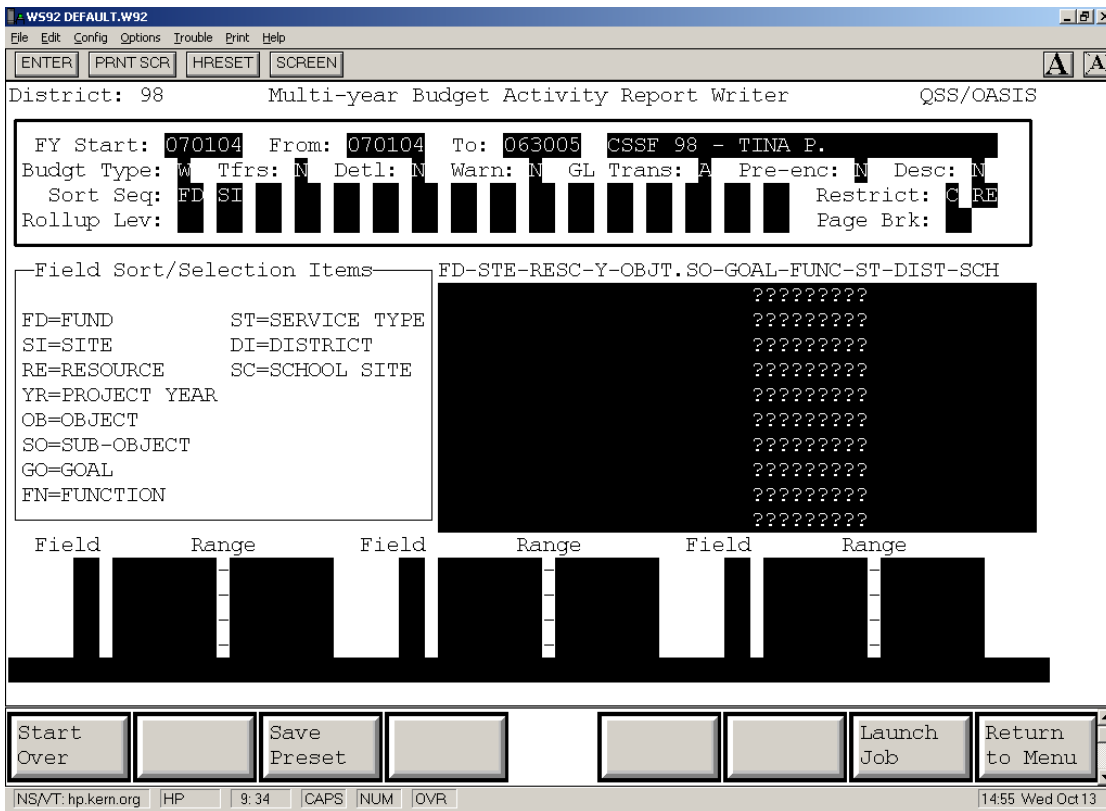 WS92 DEFAULT.W92
File Edit Config Options Trouble Print Help
ENTER PRNT SCR HRESET SCREEN A A
District: 98 Multi-year Budget Activity Report Writer QSS/OASIS
FY Start: 070104 From: 070104 To: 063005 CSSF 98 - TINA P.
Budgt Type: W Tfrs: N Detl: N Warn: N GL Trans: A Pre-enc: N Desc: N
Sort Seq: FD SI Restrict: C RE
Rollup Lev: Page Brk:
Field Sort/Selection Items FD-STE-RESC-Y-OBJT.SO-GOAL-FUNC-ST-DIST-SCH
?????????
FD=FUND ST=SERVICE TYPE ?????????
SI=SITE DI=DISTRICT ?????????
RE=RESOURCE SC=SCHOOL SITE ?????????
YR=PROJECT YEAR ?????????
OB=OBJECT ?????????
SO=SUB-OBJECT ?????????
GO=GOAL ?????????
FN=FUNCTION ?????????
?????????
Field Range Field Range Field Range
- - -
- - -
- - -
- - -
Start Over Save Preset Launch Job Return to Menu
NS/VT: hp.kern.org HP 9: 34 CAPS NUM OVR 14:55 Wed Oct 13